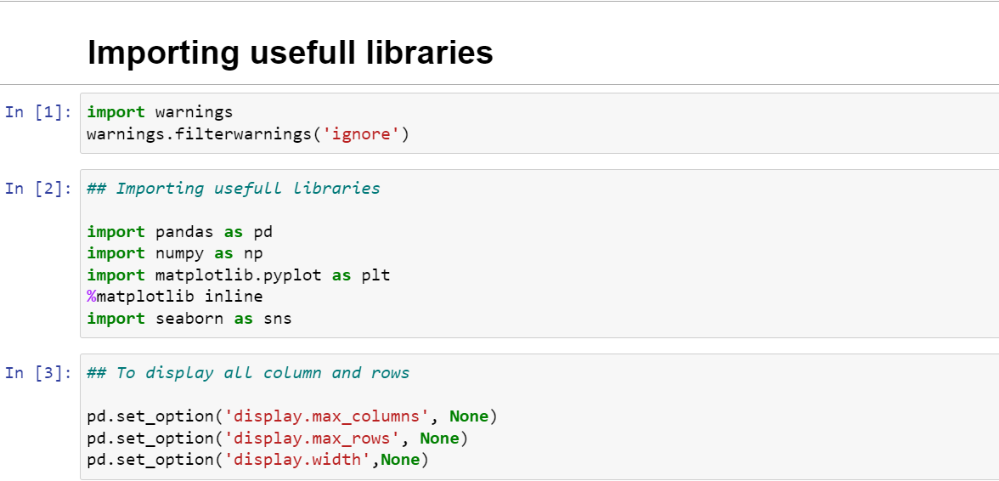 Importing usefull libraries
In [1]: import warnings
warnings.filterwarnings('ignore')
In [2]: ## Importing usefull libraries
import pandas as pd
import numpy as np
import matplotlib.pyplot as plt
%matplotlib inline
import seaborn as sns
In [3]: ## To display all column and rows
pd.set_option('display.max_columns', None)
pd.set_option('display.max_rows', None)
pd.set_option('display.width',None)